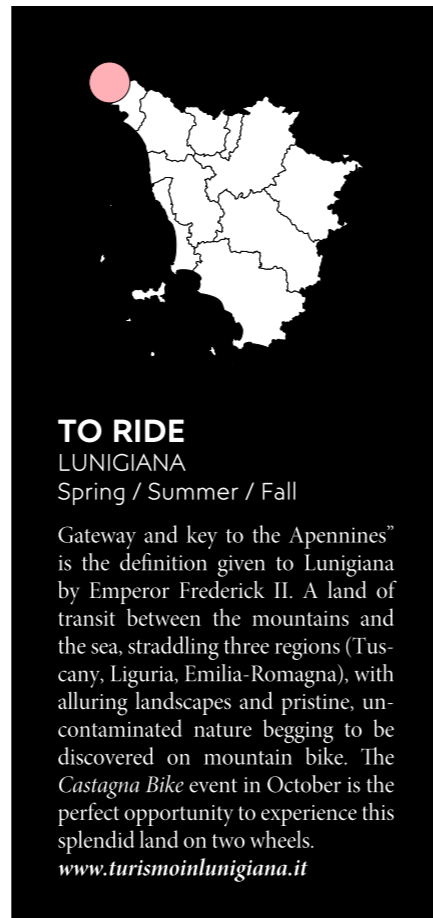 TO RIDE
LUNIGIANA
Spring / Summer / Fall
Gateway and key to the Apennines”
is the definition given to Lunigiana
by Emperor Frederick II. A land of
transit between the mountains and
the sea, straddling three regions (Tus-
cany, Liguria, Emilia-Romagna), with
alluring landscapes and pristine, un-
contaminated nature begging to be
discovered on mountain bike. The
Castagna Bike event in October is the
perfect opportunity to experience this
splendid land on two wheels.
www.turismoinlunigiana.it